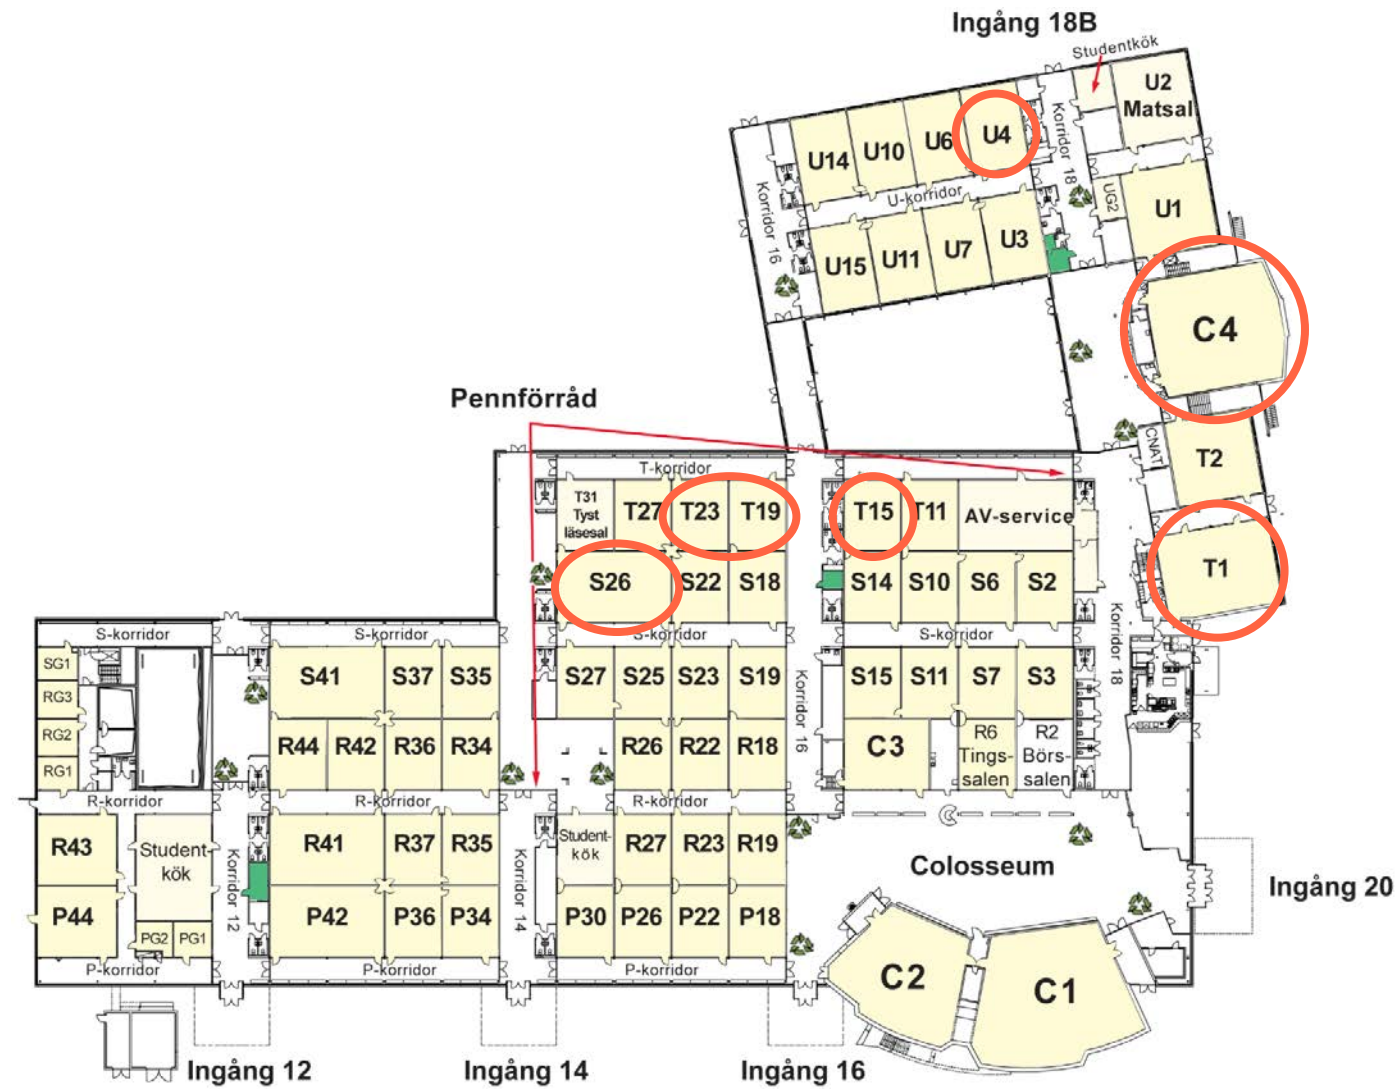 Ingång 18B
Studentkök
U2
Matsal
U4
U6
U10
U14
Korridor 18
Korridor 16
U-korridor
UG2
U1
U3
U7
U11
U15
C4
Pennförråd
CNAT
T2
T-korridor
T31
Tyst
läsesal
T27
T23
T19
T15
T11
AV-service
T1
S26
S22
S18
S14
S10
S6
S2
S-korridor
S-korridor
S-korridor
S-korridor
Korridor 18
SG1
RG3
RG2
RG1
S41
S37
S35
S27
S25
S23
S19
Korridor 16
S15
S11
S7
S3
R44
R42
R36
R34
R26
R22
R18
C3
R6
Tings-
salen
R2
Börs-
salen
R-korridor
R-korridor
R-korridor
R43
Student-
kök
Korridor 12
R41
R37
R35
Korridor 14
Student-
kök
R27
R23
R19
Colosseum
Ingång 20
P44
PG2
PG1
P42
P36
P34
P30
P26
P22
P18
P-korridor
P-korridor
P-korridor
C2
C1
Ingång 12
Ingång 14
Ingång 16